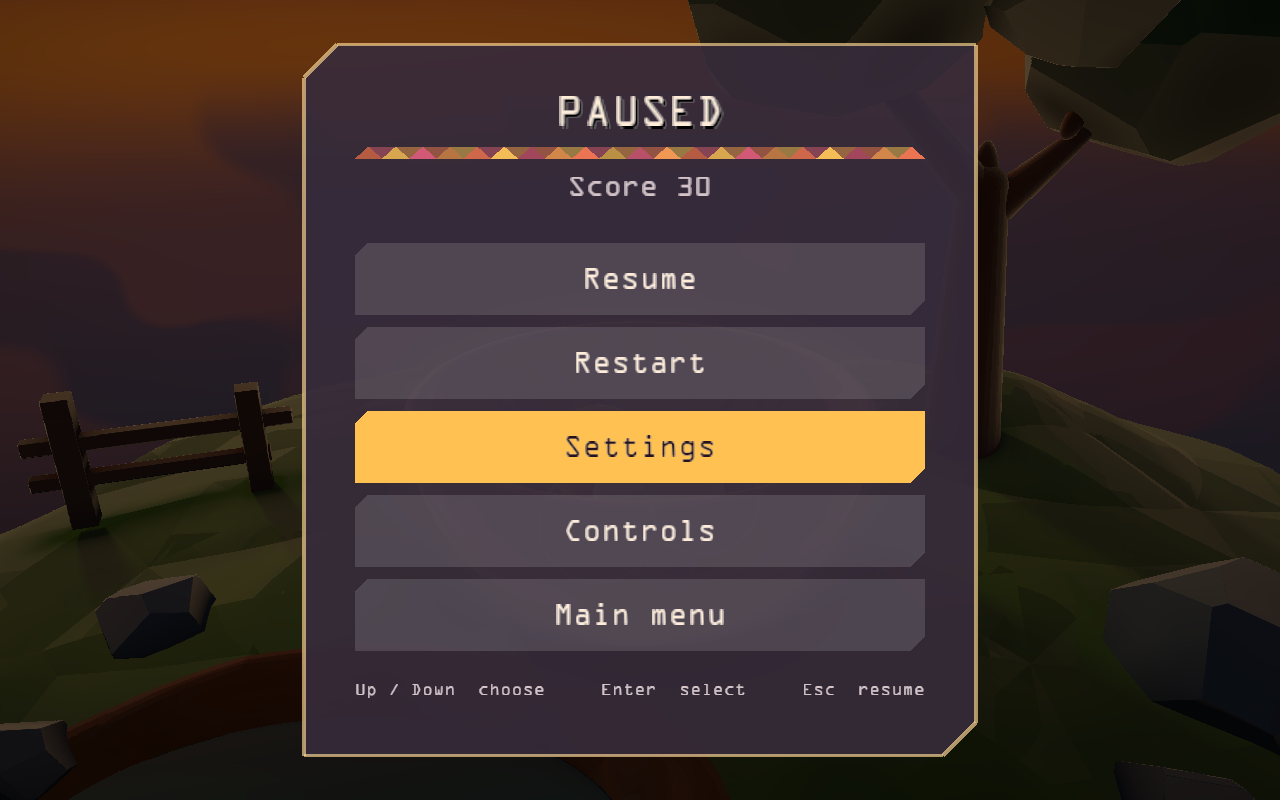 PAUSED
Score 30
Resume
Restart
Settings
Controls
Main menu
Up / Down choose Enter select Esc resume